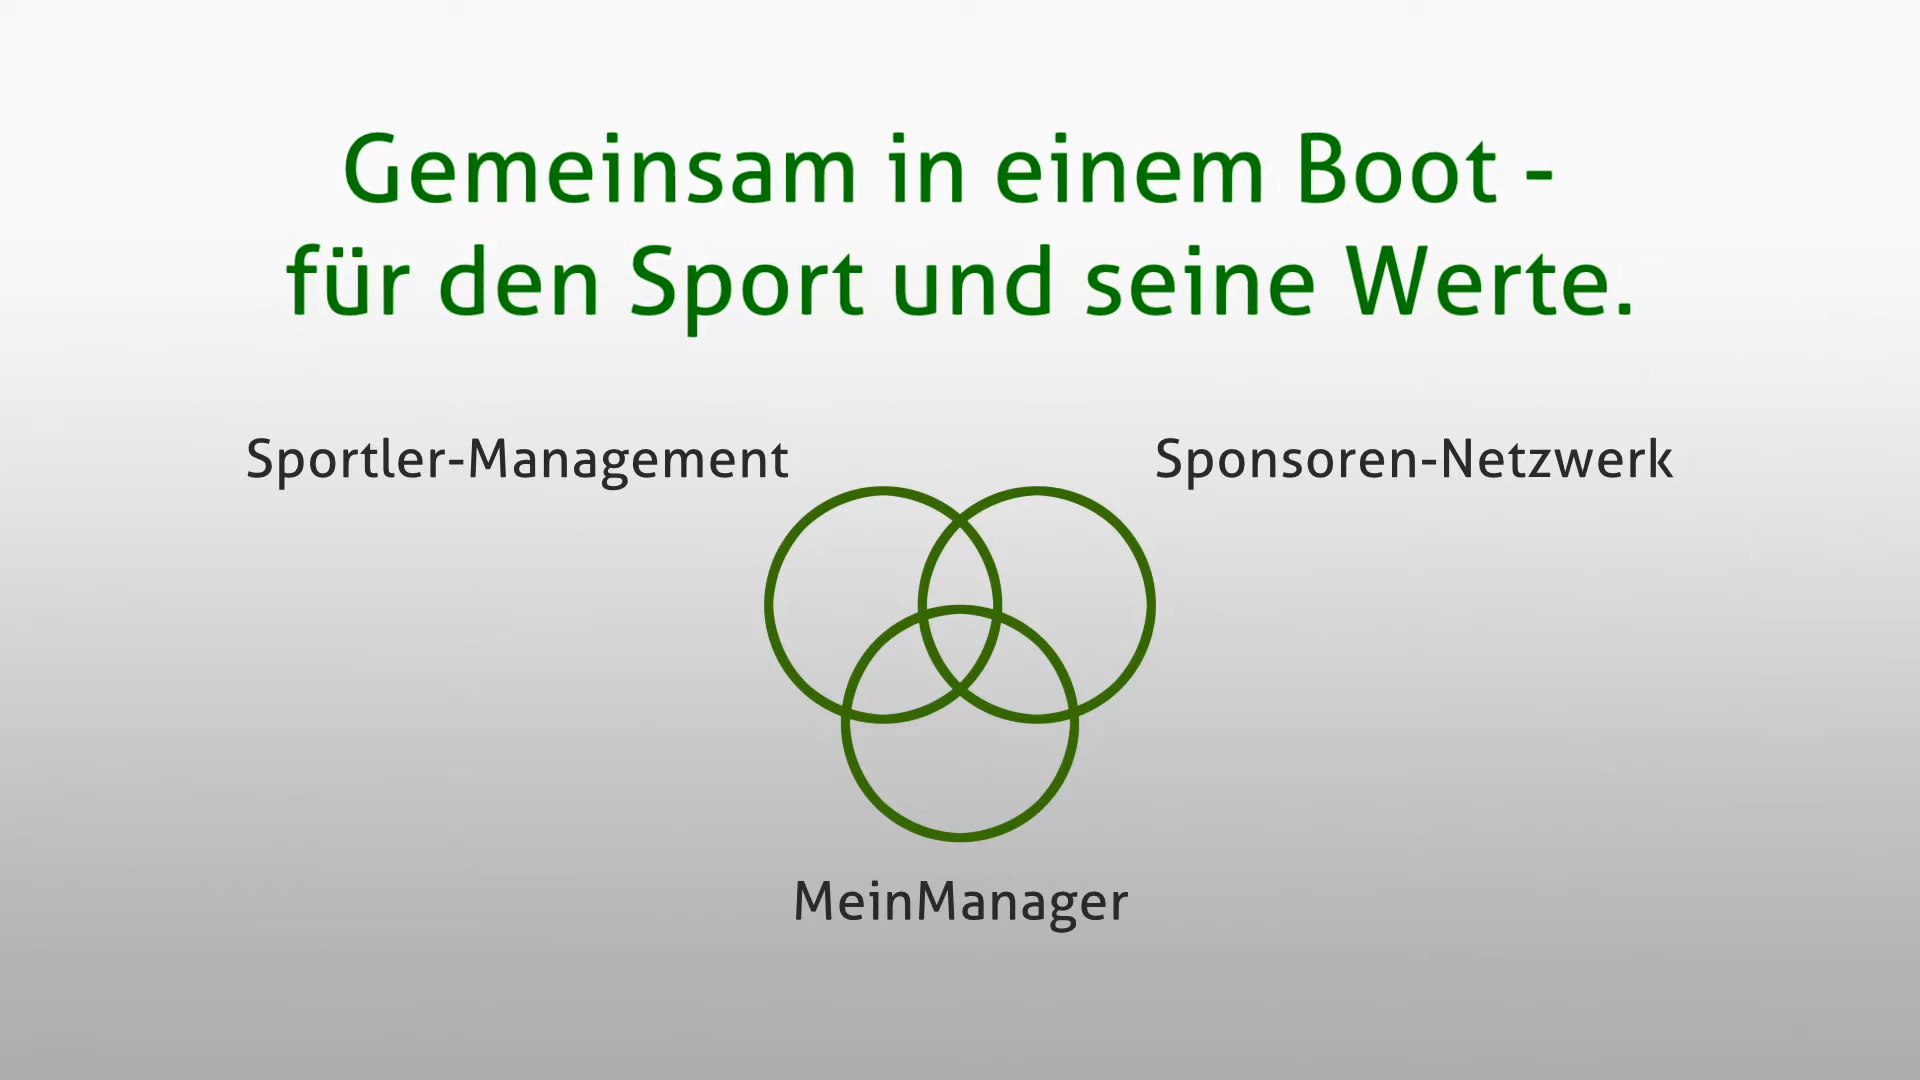 Gemeinsam in einem Boot -
für den Sport und seine Werte.
Sportler-Management
Sponsoren-Netzwerk
MeinManager